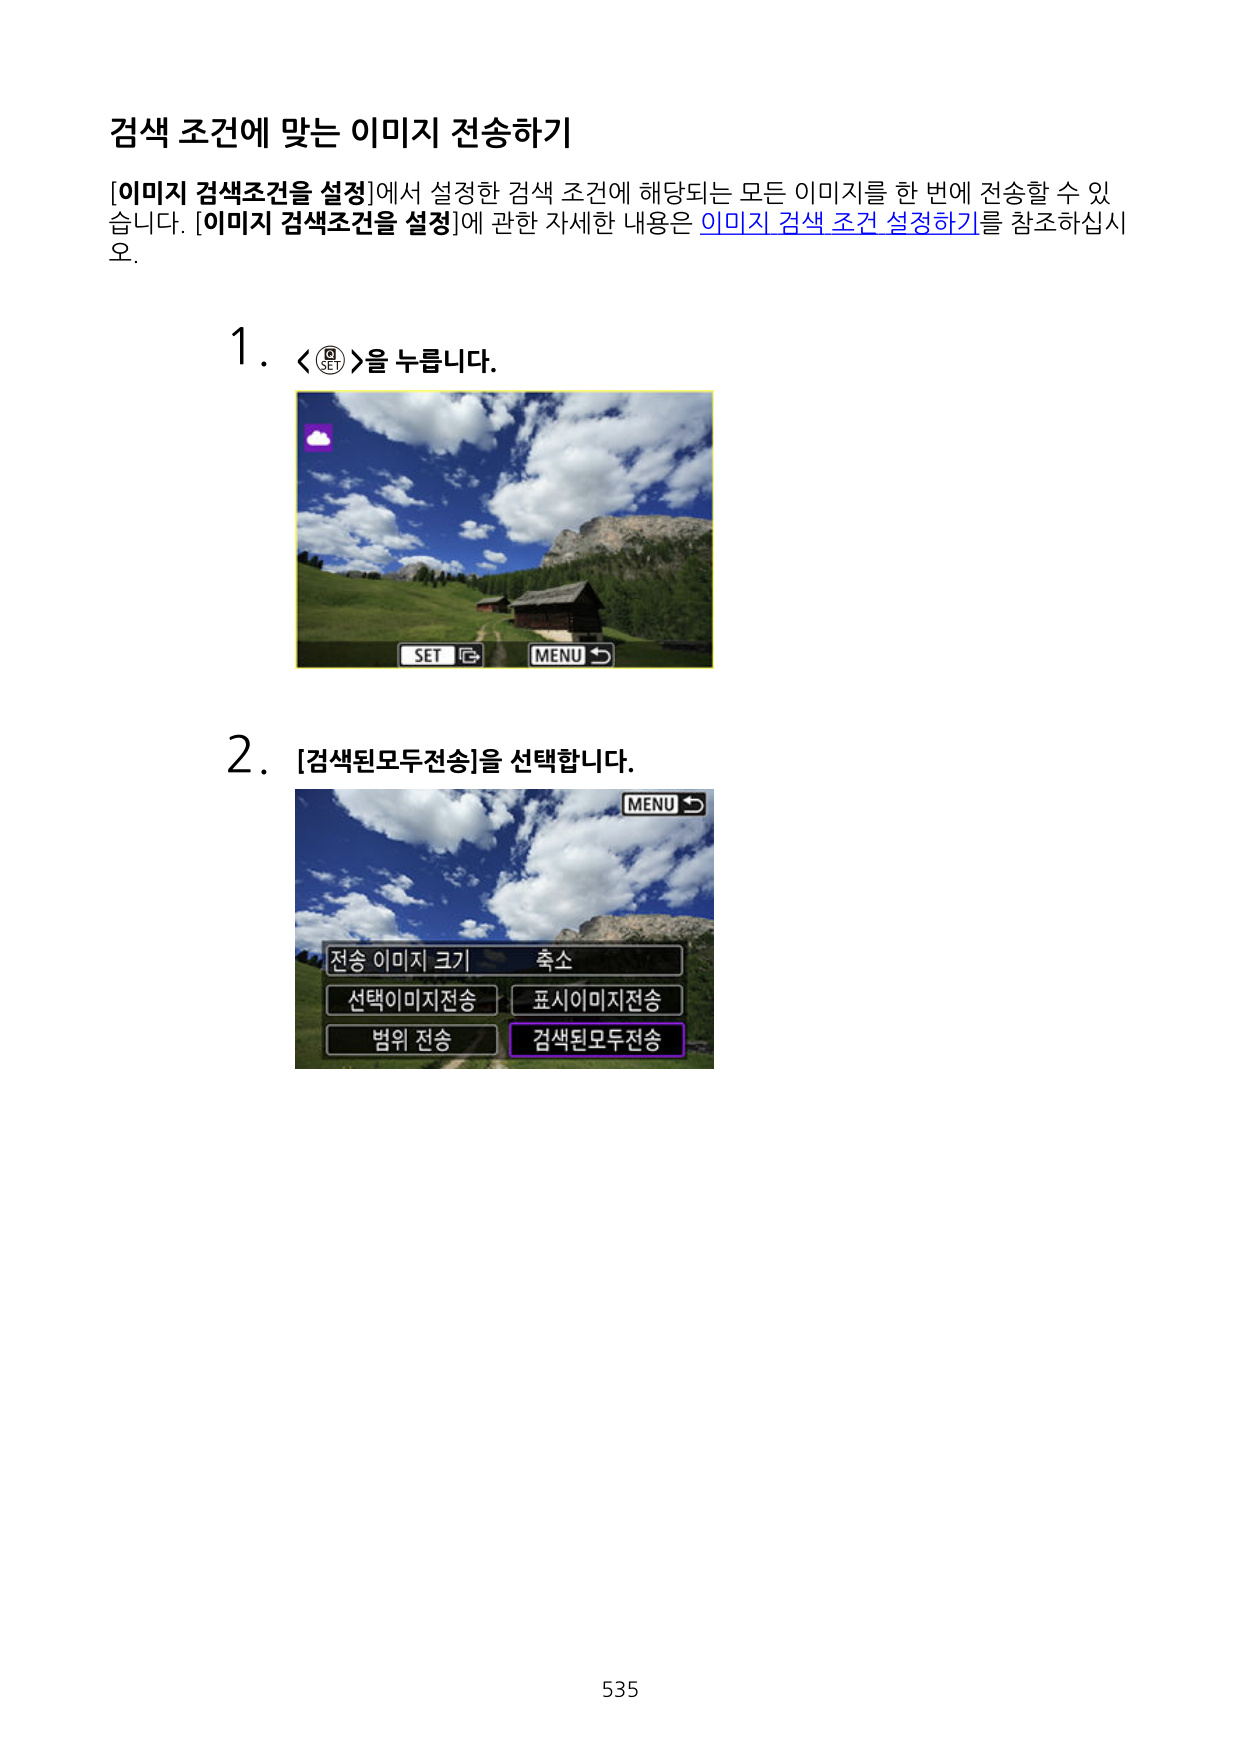 검색 조건에 맞는 이미지 전송하기
[이미지 검색조건을 설정]에서 설정한 검색 조건에 해당되는 모든 이미지를 한 번에 전송할 수 있
습니다. [이미지 검색조건을 설정]에 관한 자세한 내용은 이미지 검색 조건 설정하기를 참조하십시
오.
1. <Q SET>을 누릅니다.
SET MENU
2. [검색된모두전송]을 선택합니다.
MENU
전송 이미지 크기 축소
선택이미지전송 표시이미지전송
범위 전송 검색된모두전송
535